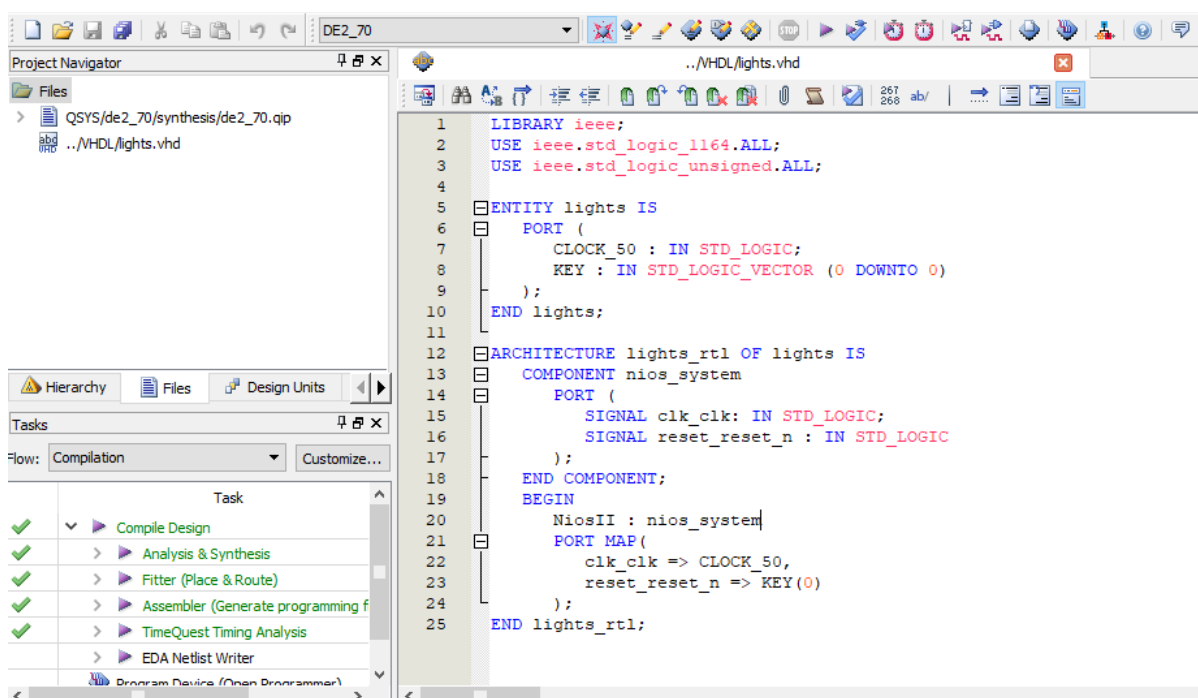 DE2_70
Project Navigator
Files
QSYS/de2_70/synthesis/de2_70.qip
../VHDL/lights.vhd
Hierarchy
Files
Design Units
Tasks
Flow: Compilation
Customize...
Task
Compile Design
Analysis & Synthesis
Fitter (Place & Route)
Assembler (Generate programming f
TimeQuest Timing Analysis
EDA Netlist Writer
Program Device (Open Programmer)
../VHDL/lights.vhd
267
268
ab/
1 LIBRARY ieee;
2 USE ieee.std_logic_1164.ALL;
3 USE ieee.std_logic_unsigned.ALL;
4
5 ENTITY lights IS
6 PORT (
7 CLOCK_50 : IN STD_LOGIC;
8 KEY : IN STD_LOGIC_VECTOR (0 DOWNTO 0)
9 );
10 END lights;
11
12 ARCHITECTURE lights_rtl OF lights IS
13 COMPONENT nios_system
14 PORT (
15 SIGNAL clk_clk: IN STD_LOGIC;
16 SIGNAL reset_reset_n : IN STD_LOGIC
17 );
18 END COMPONENT;
19 BEGIN
20 NiosII : nios_system
21 PORT MAP(
22 clk_clk => CLOCK_50,
23 reset_reset_n => KEY(0)
24 );
25 END lights_rtl;